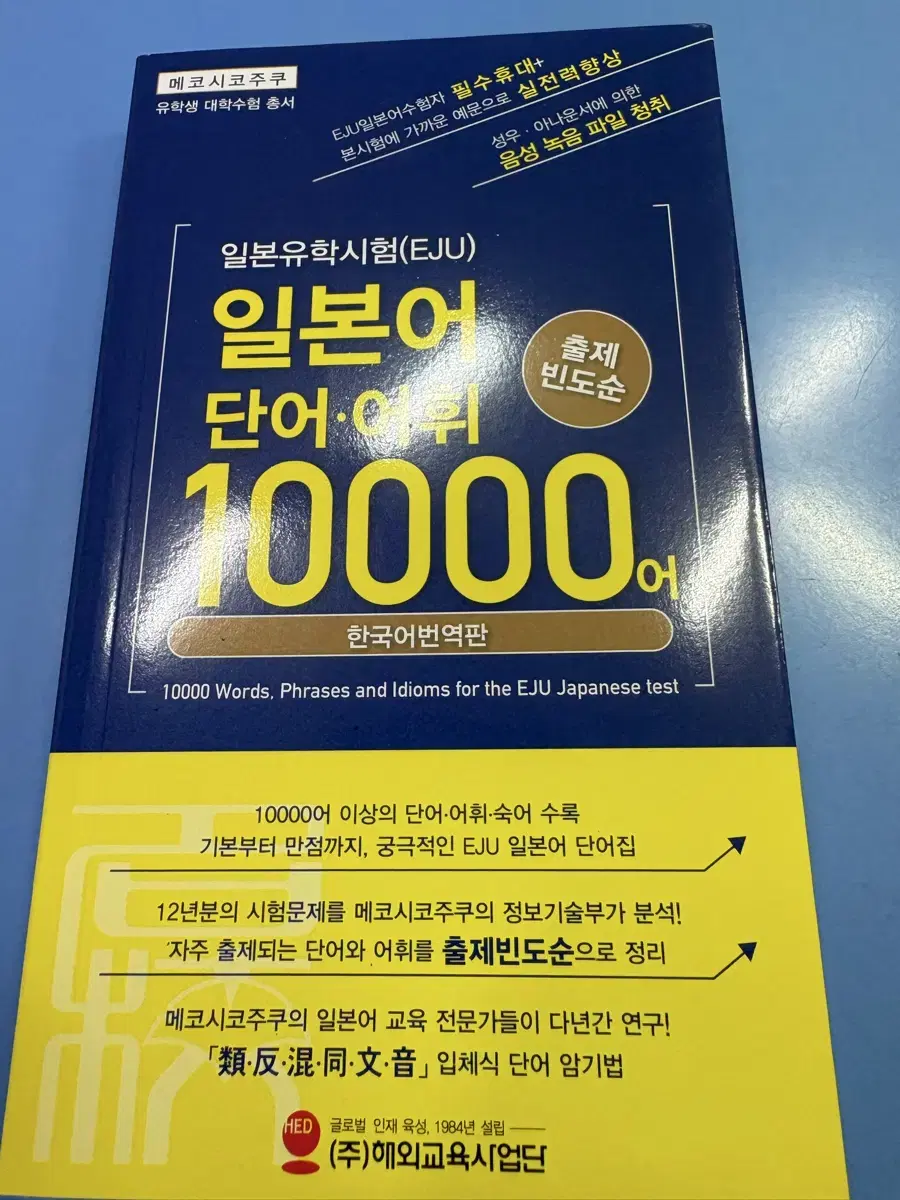 메코시코주쿠
유학생 대학수험 총서
EJU일본어수험자 필수휴대+
본시험에 가까운 예문으로 실전력향상
성우·아나운서에 의한
음성 녹음 파일 청취
일본유학시험(EJU)
일본어
단어·어휘
출제
빈도순
10000어
한국어번역판
10000 Words, Phrases and Idioms for the EJU Japanese test
10000어 이상의 단어·어휘·숙어 수록
기본부터 만점까지, 궁극적인 EJU 일본어 단어집
12년분의 시험문제를 메코시코주쿠의 정보기술부가 분석!
자주 출제되는 단어와 어휘를 출제빈도순으로 정리
메코시코주쿠의 일본어 교육 전문가들이 다년간 연구!
「類·反·混·同·文·音」 입체식 단어 암기법
HED
글로벌 인재 육성, 1984년 설립
(주)해외교육사업단